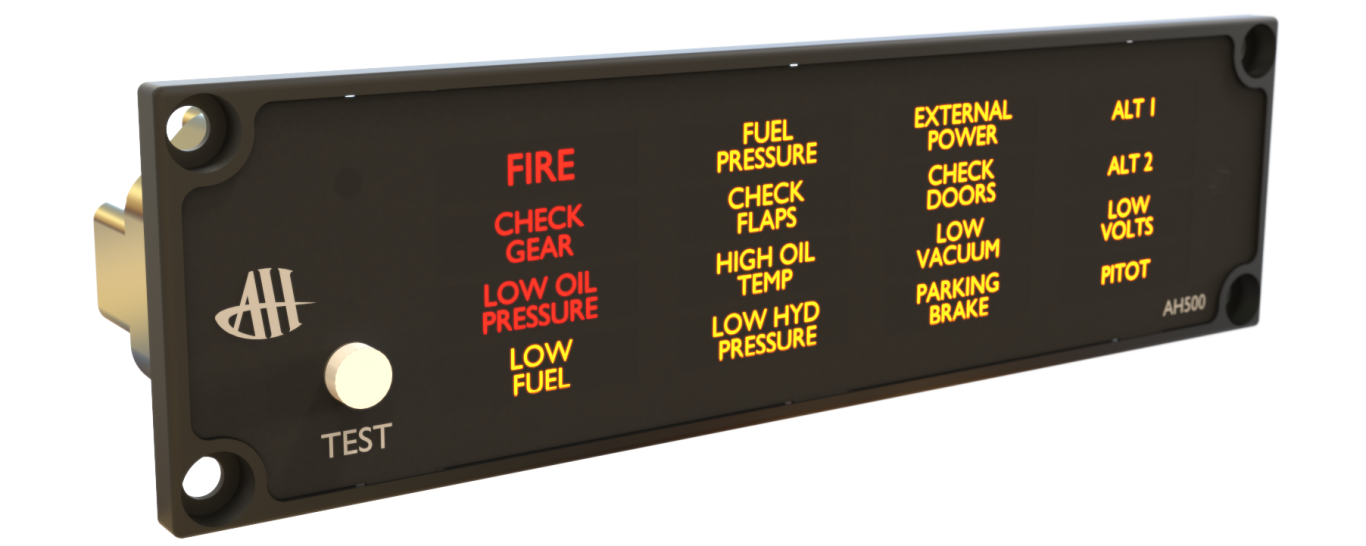 FIRE
CHECK
GEAR
LOW OIL
PRESSURE
LOW
FUEL
FUEL
PRESSURE
CHECK
FLAPS
HIGH OIL
TEMP
LOW HYD
PRESSURE
EXTERNAL
POWER
CHECK
DOORS
LOW
VACUUM
PARKING
BRAKE
ALT 1
ALT 2
LOW
VOLTS
PITOT
AH
TEST
AH500